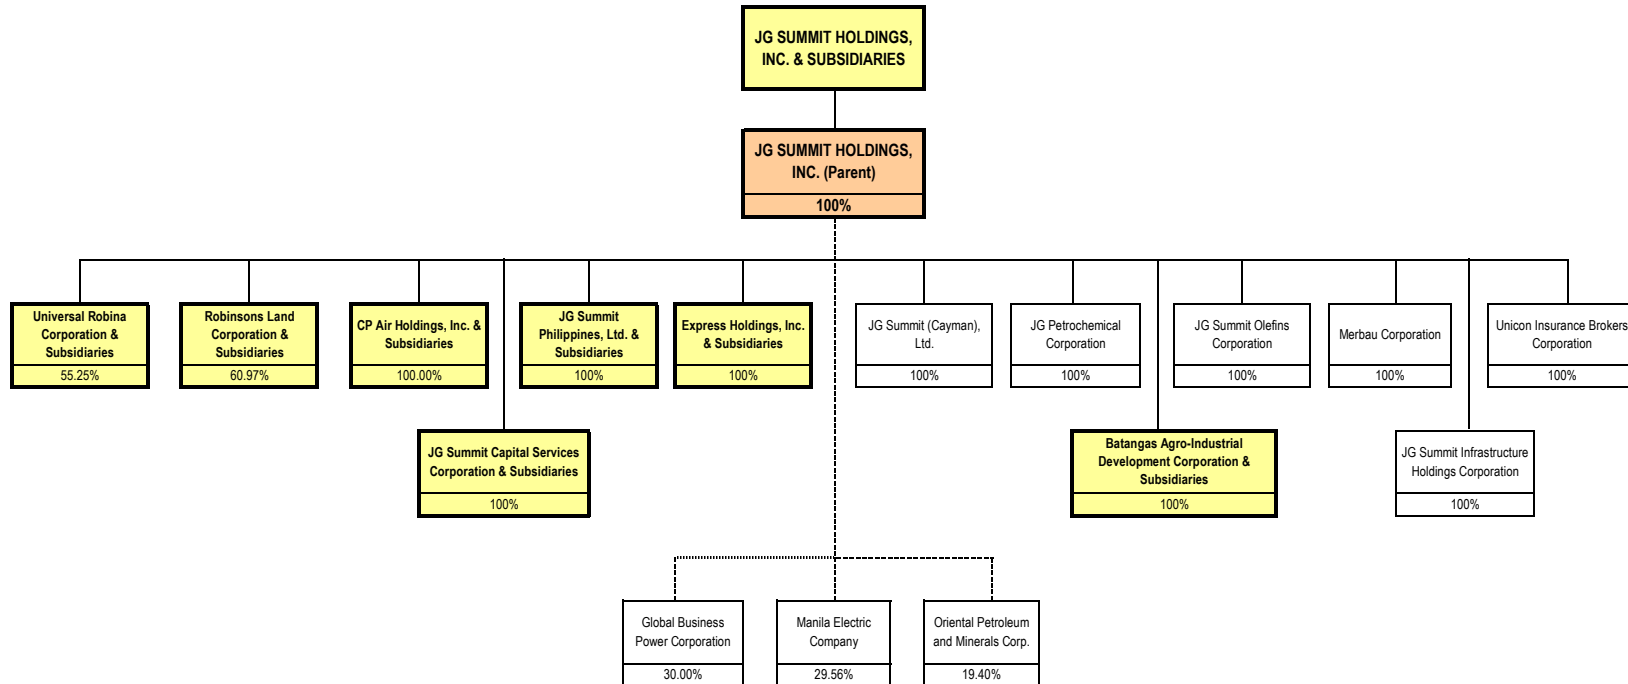 JG SUMMIT HOLDINGS,
INC. & SUBSIDIARIES
JG SUMMIT HOLDINGS,
INC. (Parent)
100%
Universal Robina
Corporation &
Subsidiaries
55.25%
Robinsons Land
Corporation &
Subsidiaries
60.97%
CP Air Holdings, Inc. &
Subsidiaries
100.00%
JG Summit
Philippines, Ltd. &
Subsidiaries
100%
Express Holdings, Inc.
& Subsidiaries
100%
JG Summit (Cayman),
Ltd.
100%
JG Petrochemical
Corporation
100%
JG Summit Olefins
Corporation
100%
Merbau Corporation
100%
Unicon Insurance Brokers
Corporation
100%
JG Summit Capital Services
Corporation & Subsidiaries
100%
Batangas Agro-Industrial
Development Corporation &
Subsidiaries
100%
JG Summit Infrastructure
Holdings Corporation
100%
Global Business
Power Corporation
30.00%
Manila Electric
Company
29.56%
Oriental Petroleum
and Minerals Corp.
19.40%